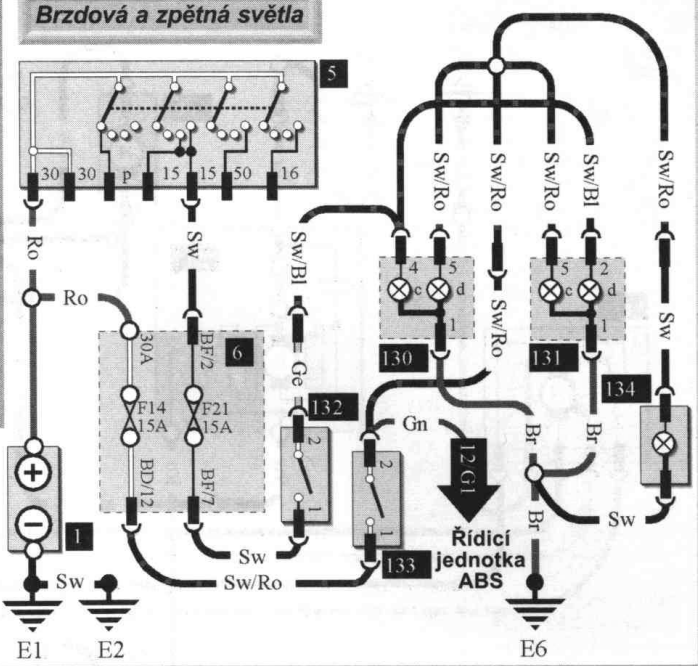 Brzdová a zpětná světla
5
30 30 p 15 15 50 16
Ro
Sw
Sw/Bl
Sw/Ro
Sw/Ro
Sw/Ro
Sw/Bl
Sw/Ro
4 5
c d
1
130
5 2
c d
1
131
Ro
30A
BF/2
6
F14
15A
F21
15A
BD/12
BF/7
Ge
132
2
1
Sw/Ro
Sw
134
Gn
12/G1
2
1
133
Br
Br
Br
Sw
Řídicí
jednotka
ABS
+
−
1
Sw
Sw
Sw/Ro
E1
E2
E6